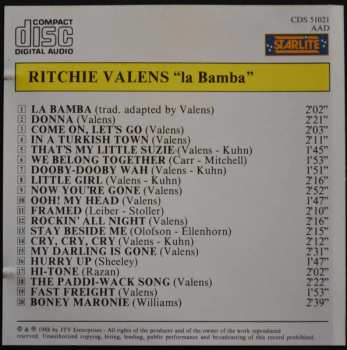 COMPACT
disc
DIGITAL AUDIO
CDS 51021
AAD
STARLITE
RITCHIE VALENS “la Bamba”
1 LA BAMBA (trad. adapted by Valens) 2'02”
2 DONNA (Valens) 2'21”
3 COME ON, LET'S GO (Valens) 2'03”
4 IN A TURKISH TOWN (Valens) 2'11”
5 THAT'S MY LITTLE SUZIE (Valens - Kuhn) 1'45”
6 WE BELONG TOGETHER (Carr - Mitchell) 1'53”
7 DOOBY-DOOBY WAH (Valens - Kuhn) 1'51”
8 LITTLE GIRL (Valens - Kuhn) 2'16”
9 NOW YOU'RE GONE (Valens) 2'52”
10 OOH! MY HEAD (Valens) 1'47”
11 FRAMED (Leiber - Stoller) 2'10”
12 ROCKIN' ALL NIGHT (Valens) 2'16”
13 STAY BESIDE ME (Olofson - Ellenhorn) 2'15”
14 CRY, CRY, CRY (Valens - Kuhn) 2'16”
15 MY DARLING IS GONE (Valens) 2'31”
16 HURRY UP (Sheeley) 1'47”
17 HI-TONE (Razan) 2'02”
18 THE PADDI-WACK SONG (Valens) 2'22”
19 FAST FREIGHT (Valens) 1'53”
20 BONEY MARONIE (Williams) 2'39”
℗ & © 1988 by ITV Enterprises - All rights of the producer and of the owner of the work reproduced
reserved. Unauthorized copying, hiring, lending, public performance and broadcasting of this record prohibited.